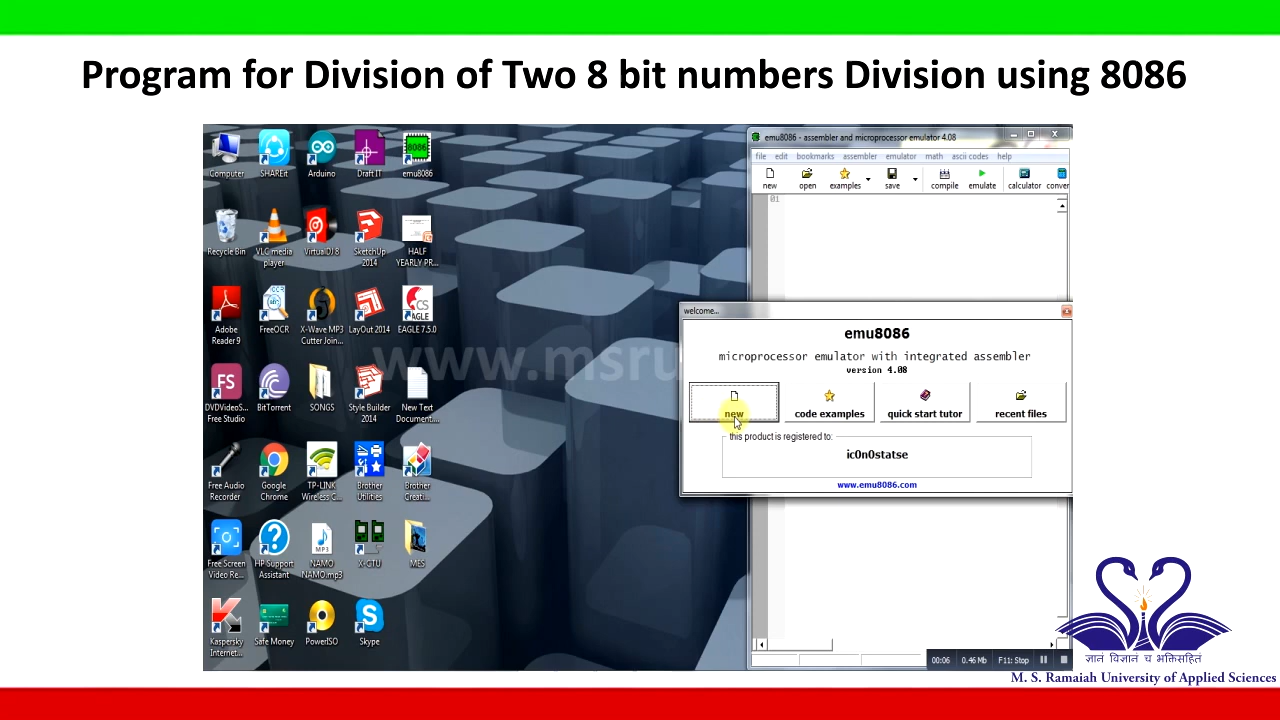 Program for Division of Two 8 bit numbers Division using 8086
emu8086 - assembler and microprocessor emulator 4.08
file edit bookmarks assembler emulator math ascii codes help
new open examples save compile emulate calculator conver
01
Computer SHAREit Arduino Draft IT emu8086
Recycle Bin VLC media player VirtualDJ 8 SketchUp 2014 HALF YEARLY PR...
Adobe Reader 9 FreeOCR X-Wave MP3 Cutter Join... LayOut 2014 EAGLE 7.5.0
DVDVideoS... Free Studio BitTorrent SONGS Style Builder 2014 New Text Document....
Free Audio Recorder Google Chrome TP-LINK Wireless C... Brother Utilities Brother Creati...
Free Screen Video Re... HP Support Assistant NAMO NAMO.mp3 X-CTU MES
Kaspersky Internet... Safe Money PowerISO Skype
www.msru
welcome...
emu8086
microprocessor emulator with integrated assembler
version 4.08
new code examples quick start tutor recent files
this product is registered to:
ic0n0statse
www.emu8086.com
00:06 0.46 Mb F11: Stop
ज्ञानं विज्ञानं च भक्तिसहितं
M. S. Ramaiah University of Applied Sciences